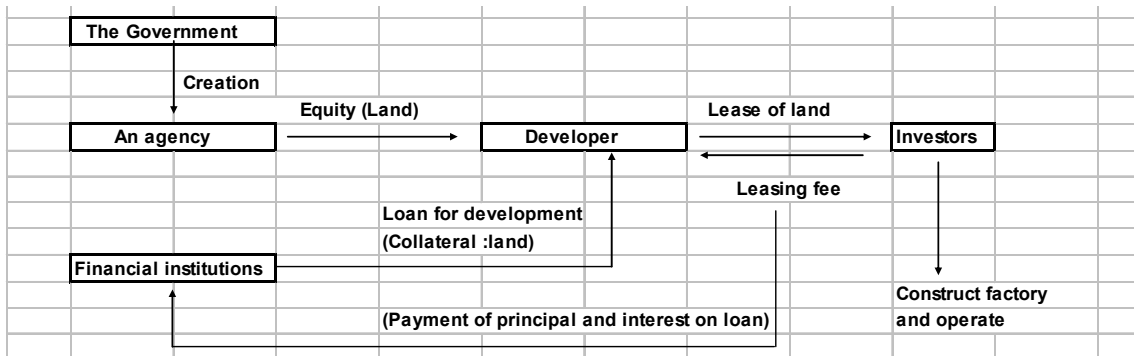 The Government
Creation
Equity (Land)
Lease of land
An agency
Developer
Investors
Leasing fee
Loan for development
(Collateral :land)
Financial institutions
Construct factory
and operate
(Payment of principal and interest on loan)